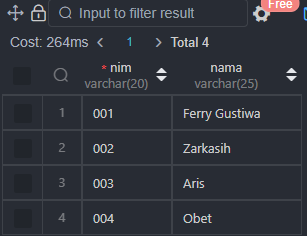 Free
Input to filter result
Cost: 264ms < 1 > Total 4
* nim nama
varchar(20) varchar(25)
1 001 Ferry Gustiwa
2 002 Zarkasih
3 003 Aris
4 004 Obet